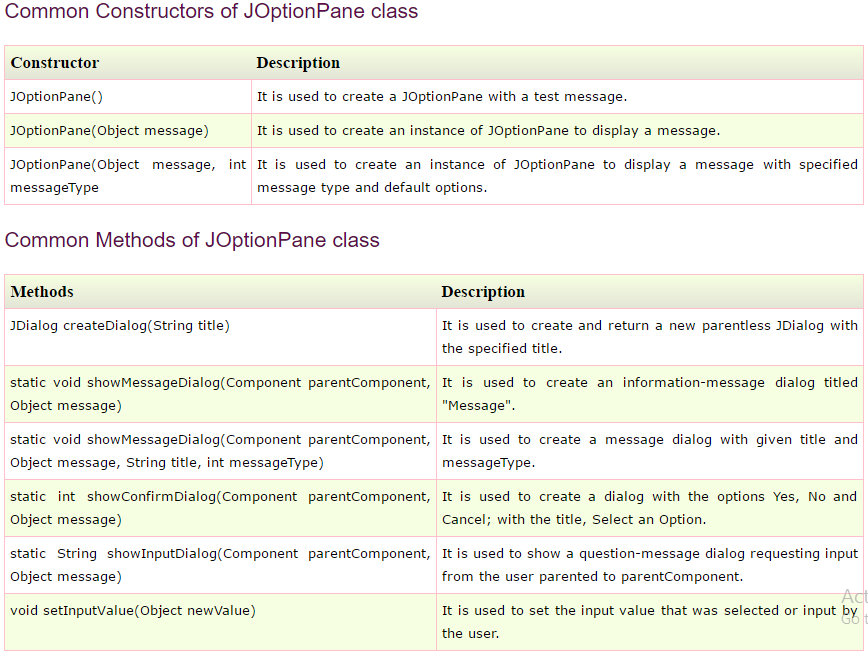 Common Constructors of JOptionPane class
Constructor Description
JOptionPane() It is used to create a JOptionPane with a test message.
JOptionPane(Object message) It is used to create an instance of JOptionPane to display a message.
JOptionPane(Object message, int It is used to create an instance of JOptionPane to display a message with specified
messageType message type and default options.
Common Methods of JOptionPane class
Methods Description
JDialog createDialog(String title) It is used to create and return a new parentless JDialog with
the specified title.
static void showMessageDialog(Component parentComponent, It is used to create an information-message dialog titled
Object message) "Message".
static void showMessageDialog(Component parentComponent, It is used to create a message dialog with given title and
Object message, String title, int messageType) messageType.
static int showConfirmDialog(Component parentComponent, It is used to create a dialog with the options Yes, No and
Object message) Cancel; with the title, Select an Option.
static String showInputDialog(Component parentComponent, It is used to show a question-message dialog requesting input
Object message) from the user parented to parentComponent.
void setInputValue(Object newValue) It is used to set the input value that was selected or input by
the user.
Act
Go t